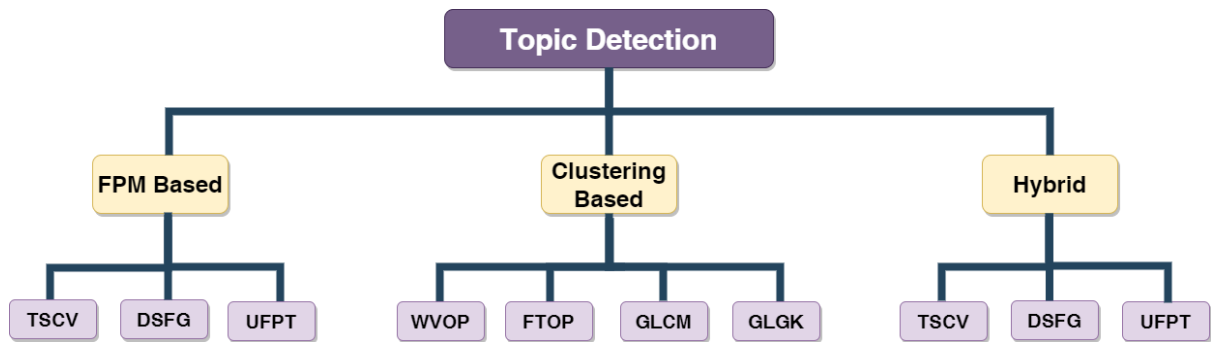 Topic Detection
FPM Based
Clustering
Based
Hybrid
TSCV
DSFG
UFPT
WVOP
FTOP
GLCM
GLGK
TSCV
DSFG
UFPT